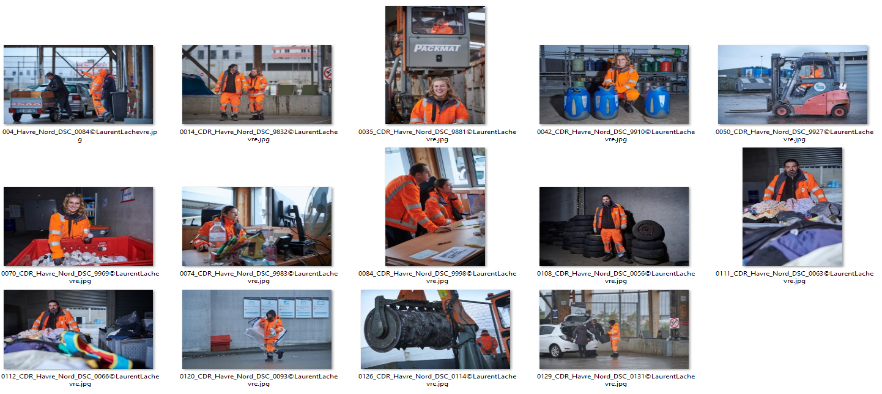 PACKMAT
004_Havre_Nord_DSC_0084©LaurentLachevre.jp
g
0014_CDR_Havre_Nord_DSC_9832©LaurentLache
vre.jpg
0035_CDR_Havre_Nord_DSC_9881©LaurentLache
vre.jpg
0042_CDR_Havre_Nord_DSC_9910©LaurentLache
vre.jpg
0050_CDR_Havre_Nord_DSC_9927©LaurentLache
vre.jpg
0070_CDR_Havre_Nord_DSC_9969©LaurentLache
vre.jpg
0074_CDR_Havre_Nord_DSC_9983©LaurentLache
vre.jpg
0084_CDR_Havre_Nord_DSC_9998©LaurentLache
vre.jpg
0108_CDR_Havre_Nord_DSC_0056©LaurentLache
vre.jpg
0111_CDR_Havre_Nord_DSC_0063©LaurentLache
vre.jpg
0112_CDR_Havre_Nord_DSC_0066©LaurentLache
vre.jpg
0120_CDR_Havre_Nord_DSC_0093©LaurentLache
vre.jpg
0126_CDR_Havre_Nord_DSC_0114©LaurentLache
vre.jpg
0129_CDR_Havre_Nord_DSC_0131©LaurentLache
vre.jpg